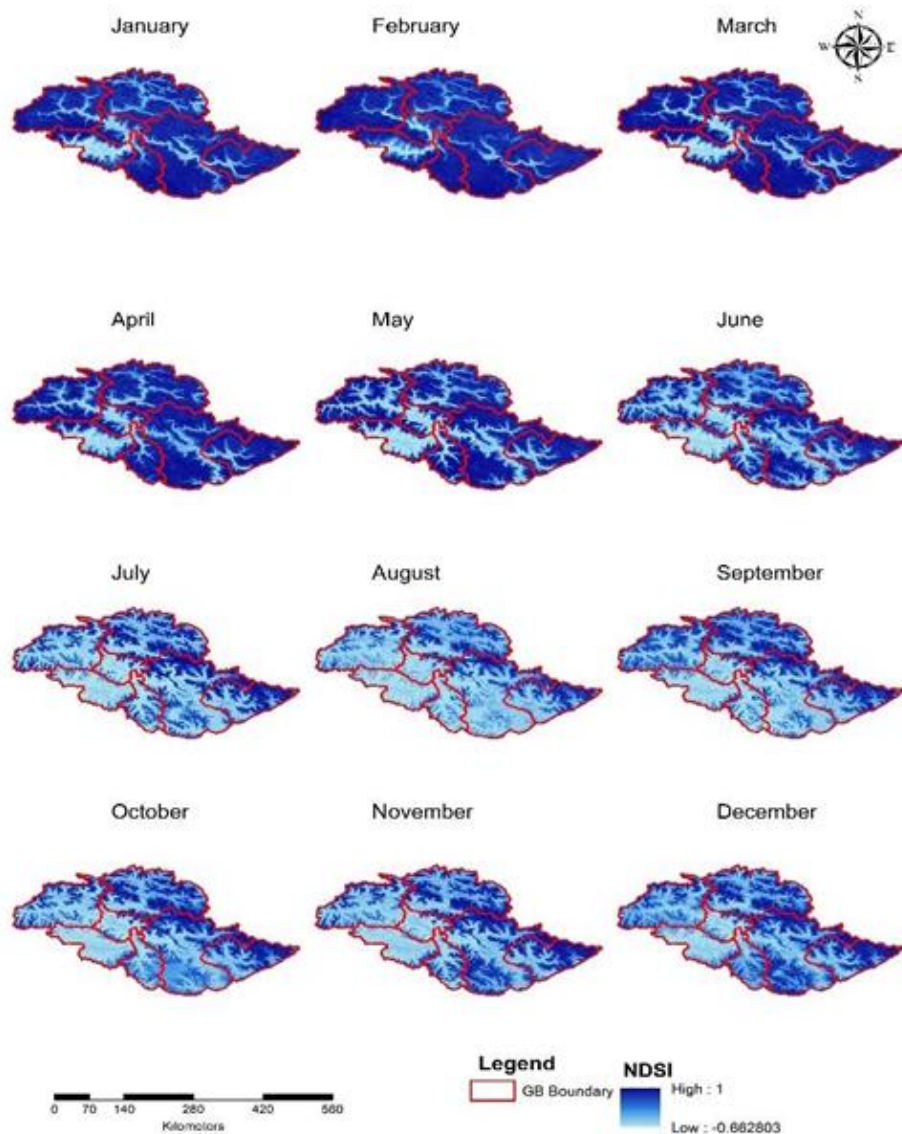 January February March
N
W E
S
April May June
July August September
October November December
Legend
GB Boundary
NDSI
High : 1
Low : -0.662803
0 70 140 280 420 560
Kilomotors